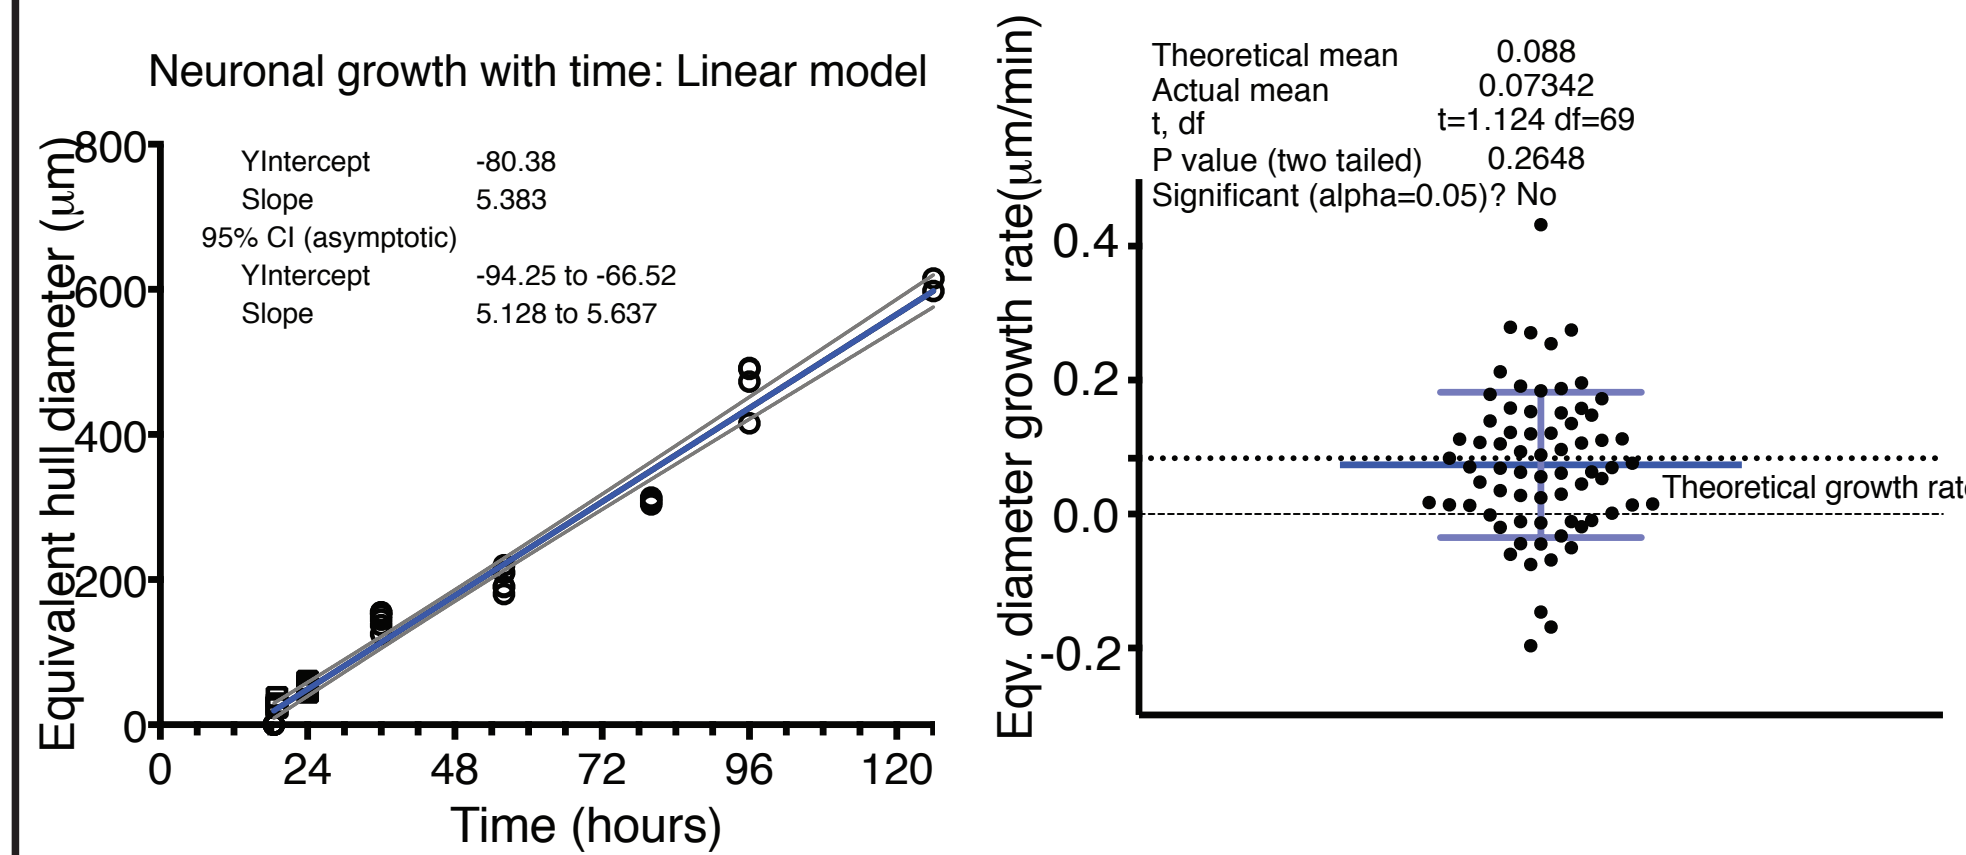 Neuronal growth with time: Linear model
Equivalent hull diameter (μm)
800
600
400
200
0
YIntercept -80.38
Slope 5.383
95% CI (asymptotic)
YIntercept -94.25 to -66.52
Slope 5.128 to 5.637
0 24 48 72 96 120
Time (hours)
Eqv. diameter growth rate(μm/min)
Theoretical mean 0.088
Actual mean 0.07342
t, df t=1.124 df=69
P value (two tailed) 0.2648
Significant (alpha=0.05)? No
0.4
0.2
0.0
-0.2
Theoretical growth rate